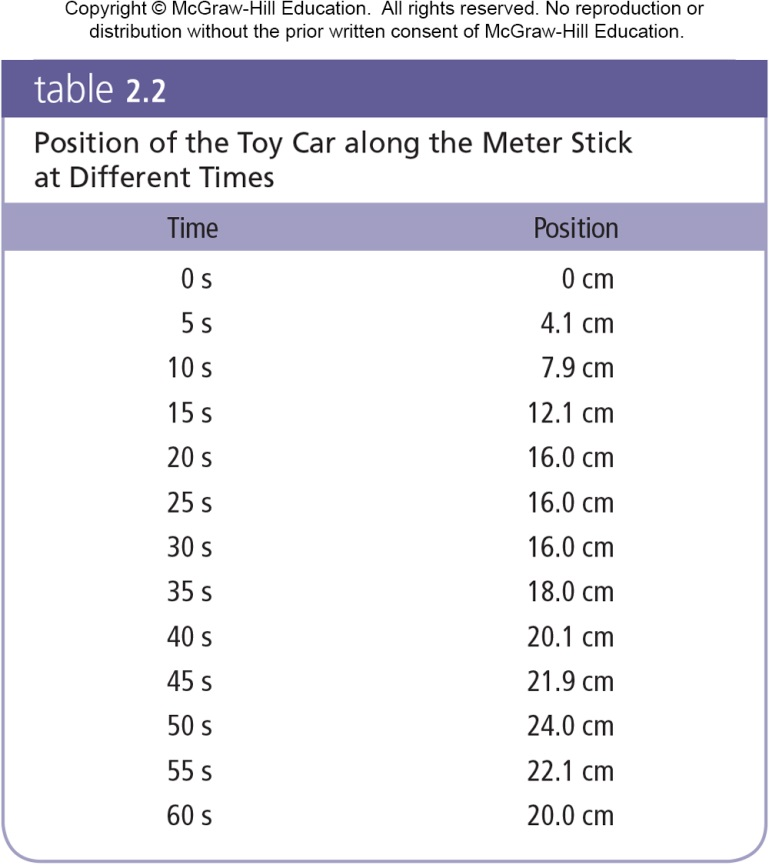 Copyright © McGraw-Hill Education.  All rights reserved. No reproduction or
distribution without the prior written consent of McGraw-Hill Education.
table 2.2
Position of the Toy Car along the Meter Stick
at Different Times
Time Position
0 s 0 cm
5 s 4.1 cm
10 s 7.9 cm
15 s 12.1 cm
20 s 16.0 cm
25 s 16.0 cm
30 s 16.0 cm
35 s 18.0 cm
40 s 20.1 cm
45 s 21.9 cm
50 s 24.0 cm
55 s 22.1 cm
60 s 20.0 cm